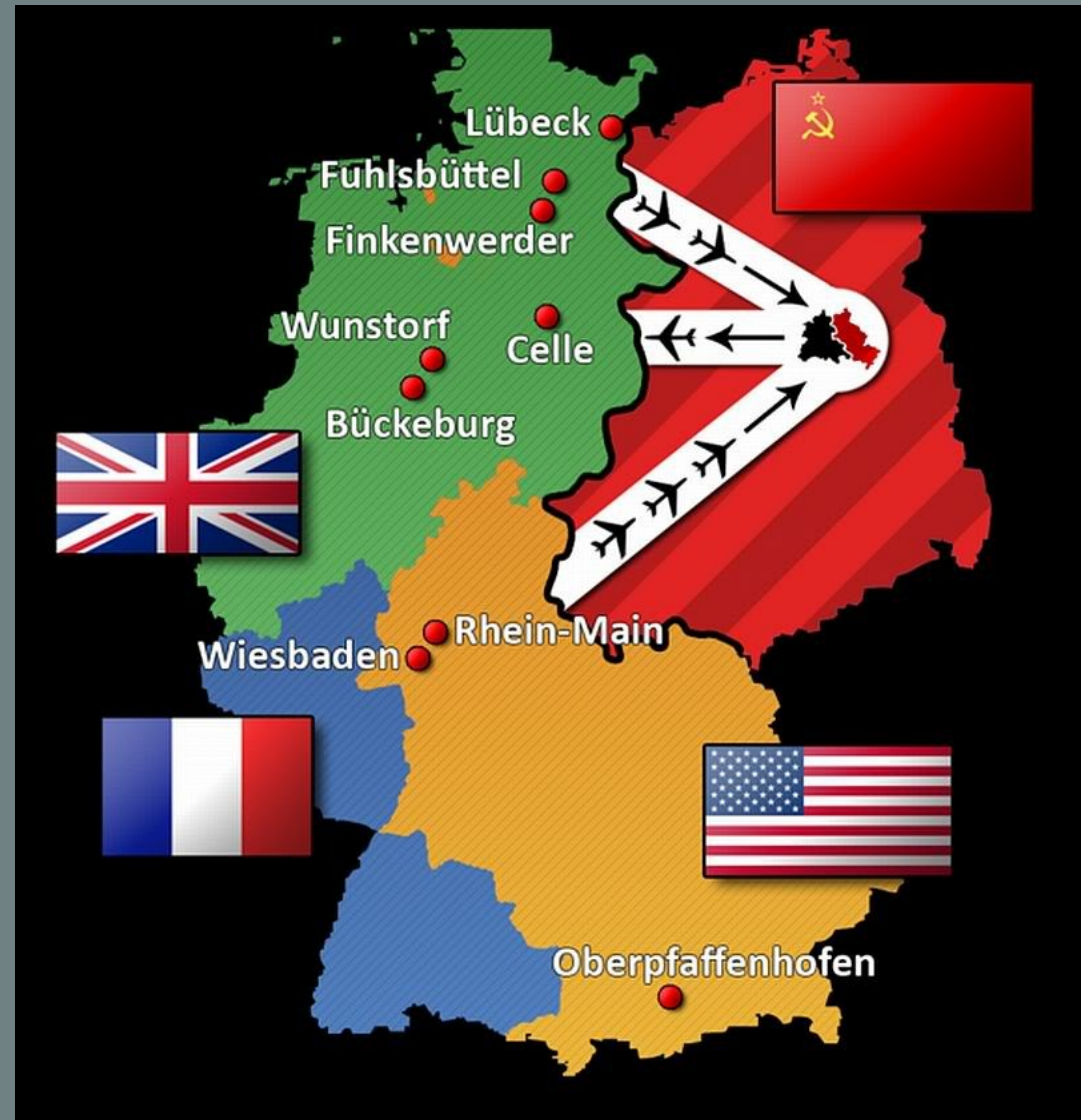 Lübeck
Fuhlsbüttel
Finkenwerder
Wunstorf
Celle
Bückeburg
Rhein-Main
Wiesbaden
Oberpfaffenhofen